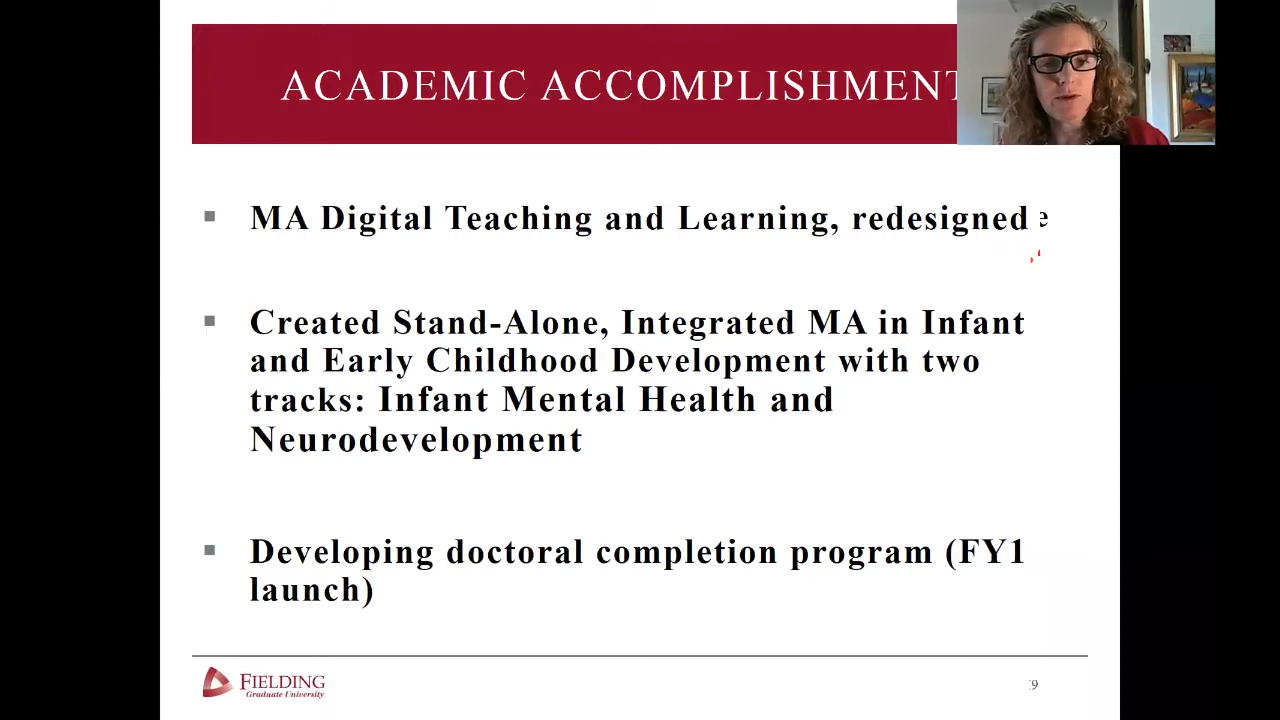 ACADEMIC ACCOMPLISHMENT
MA Digital Teaching and Learning, redesigned
Created Stand-Alone, Integrated MA in Infant
and Early Childhood Development with two
tracks: Infant Mental Health and
Neurodevelopment
Developing doctoral completion program (FY1
launch)
FIELDING
Graduate University